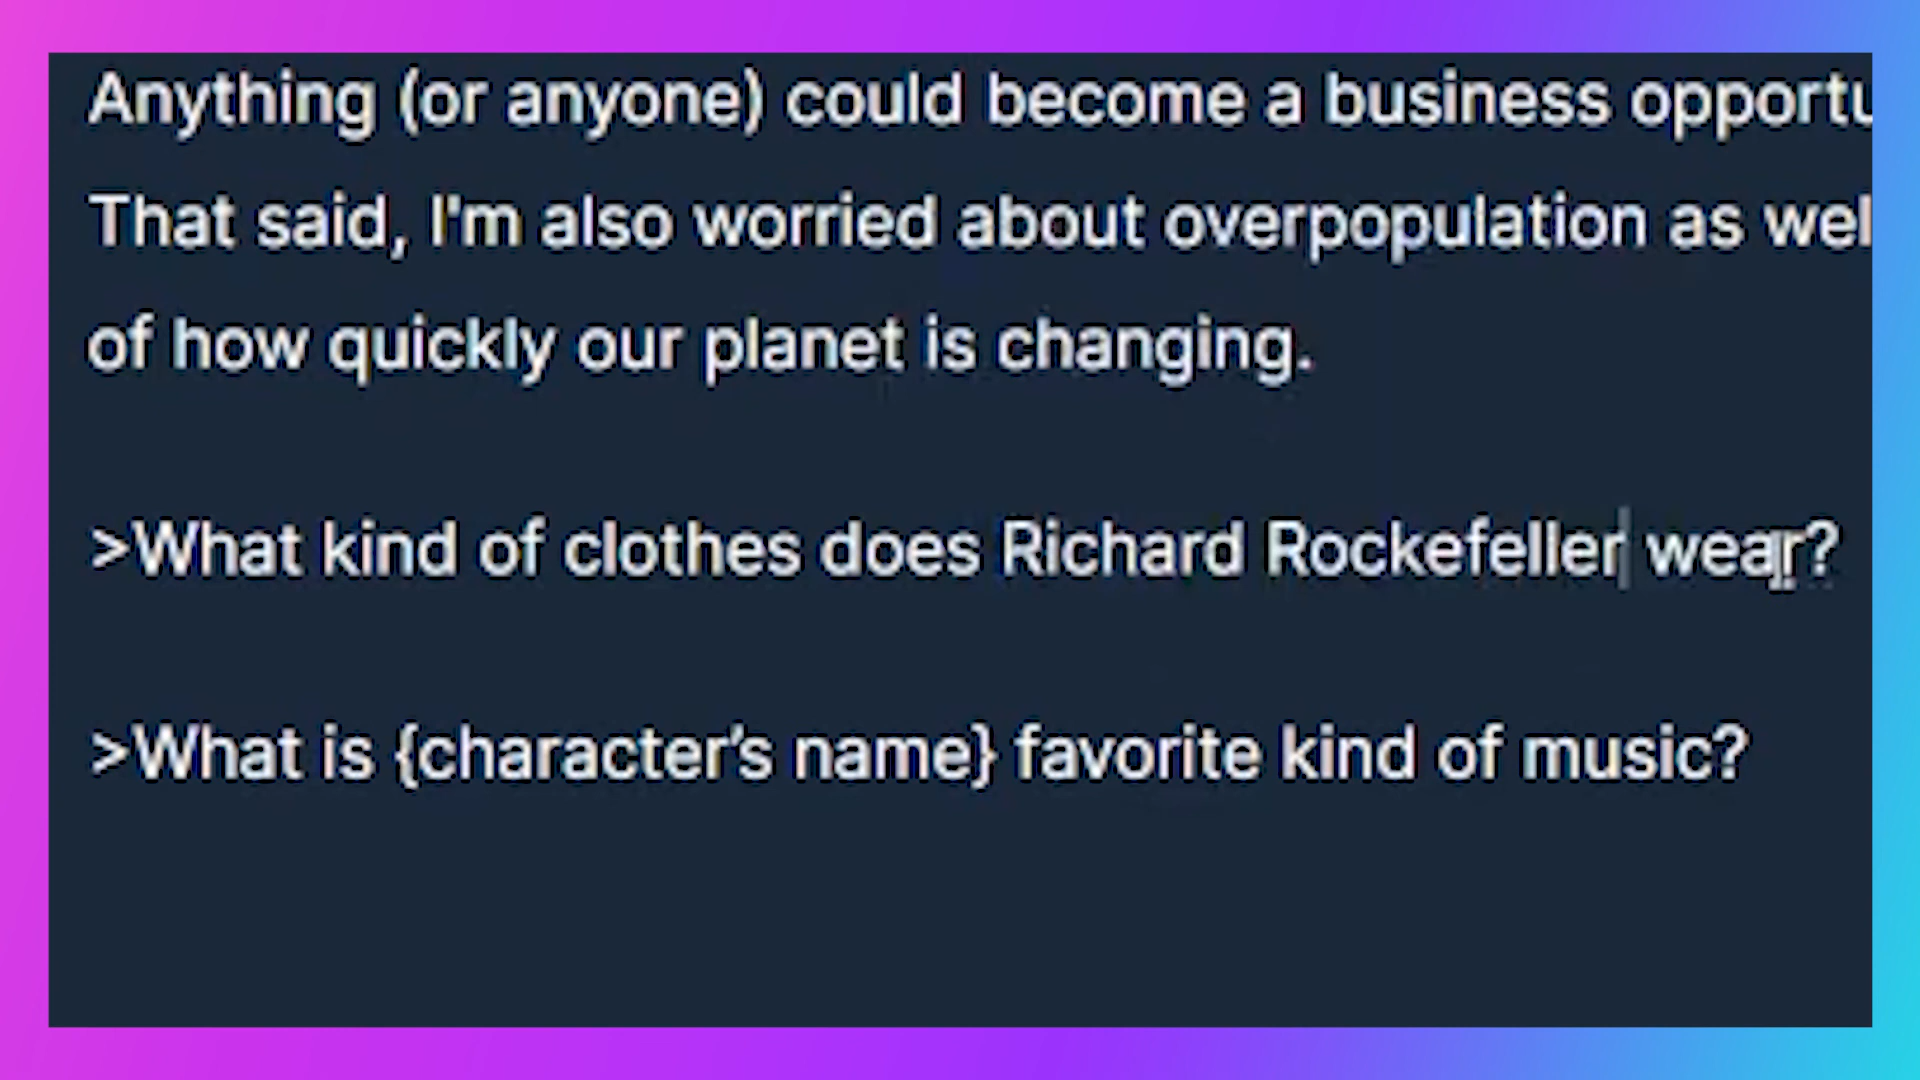 Anything (or anyone) could become a business opportu
That said, I'm also worried about overpopulation as wel
of how quickly our planet is changing.
>What kind of clothes does Richard Rockefeller wear?
>What is {character’s name} favorite kind of music?